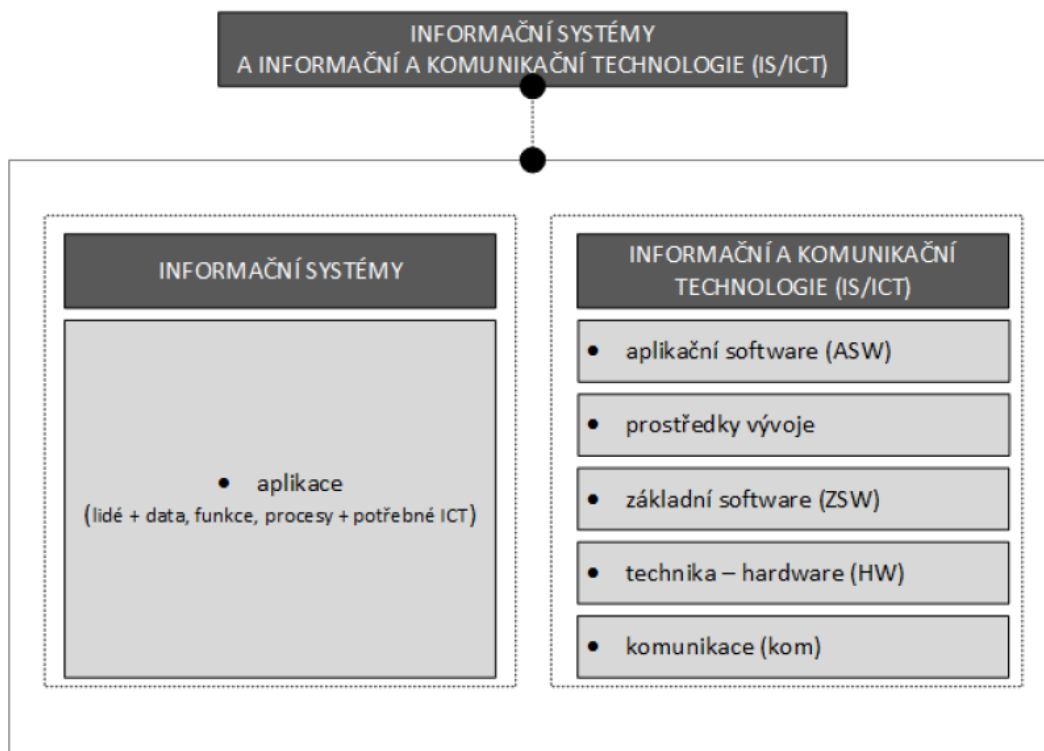 INFORMAČNÍ SYSTÉMY
A INFORMAČNÍ A KOMUNIKAČNÍ TECHNOLOGIE (IS/ICT)
INFORMAČNÍ SYSTÉMY
• aplikace
(lidé + data, funkce, procesy + potřebné ICT)
INFORMAČNÍ A KOMUNIKAČNÍ
TECHNOLOGIE (IS/ICT)
• aplikační software (ASW)
• prostředky vývoje
• základní software (ZSW)
• technika – hardware (HW)
• komunikace (kom)